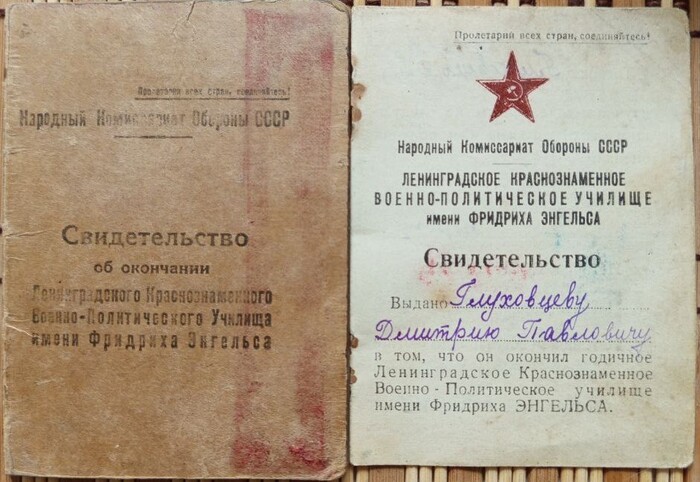 Пролетарии всех стран, соединяйтесь!
Народный Комиссариат Обороны СССР
Свидетельство
об окончании
Ленинградского Краснознаменного
Военно-Политического Училища
имени Фридриха Энгельса
Пролетарий всех стран, соединяйтесь!
Народный Комиссариат Обороны СССР
ЛЕНИНГРАДСКОЕ КРАСНОЗНАМЕННОЕ
ВОЕННО-ПОЛИТИЧЕСКОЕ УЧИЛИЩЕ
имени ФРИДРИХА ЭНГЕЛЬСА
Свидетельство
Выдано Глуховцеву
Дмитрию Павловичу
в том, что он окончил годичное
Ленинградское Краснознаменное
Военно-Политическое училище
имени Фридриха ЭНГЕЛЬСА.